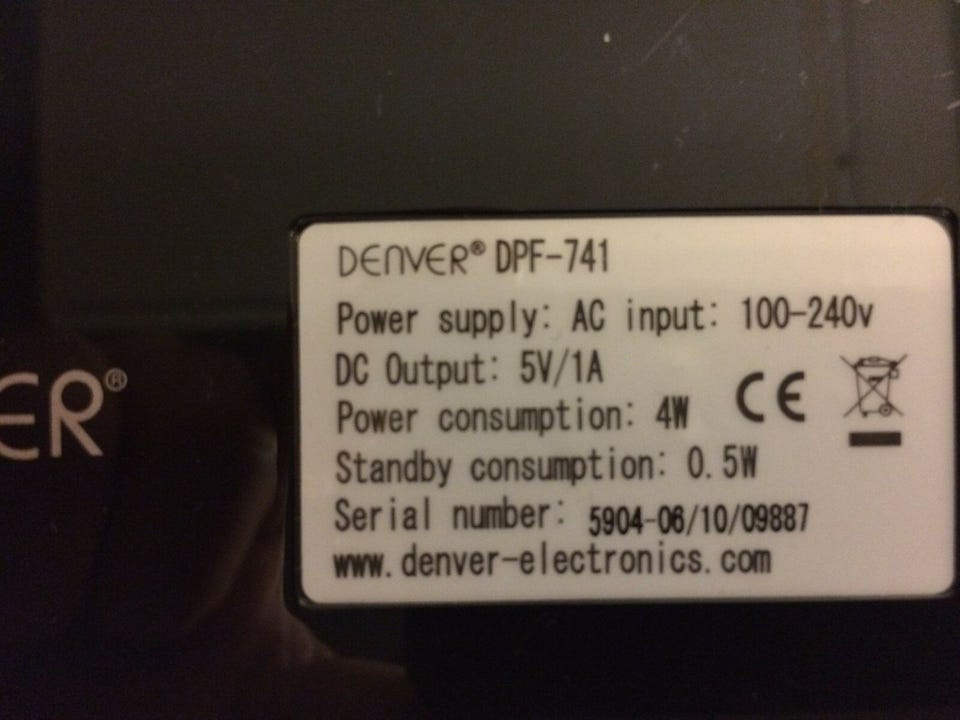 DENVER® DPF-741
Power supply: AC input: 100-240v
DC Output: 5V/1A
Power consumption: 4W
CE
Standby consumption: 0.5W
Serial number: 5904-06/10/09887
www.denver-electronics.com
ER®